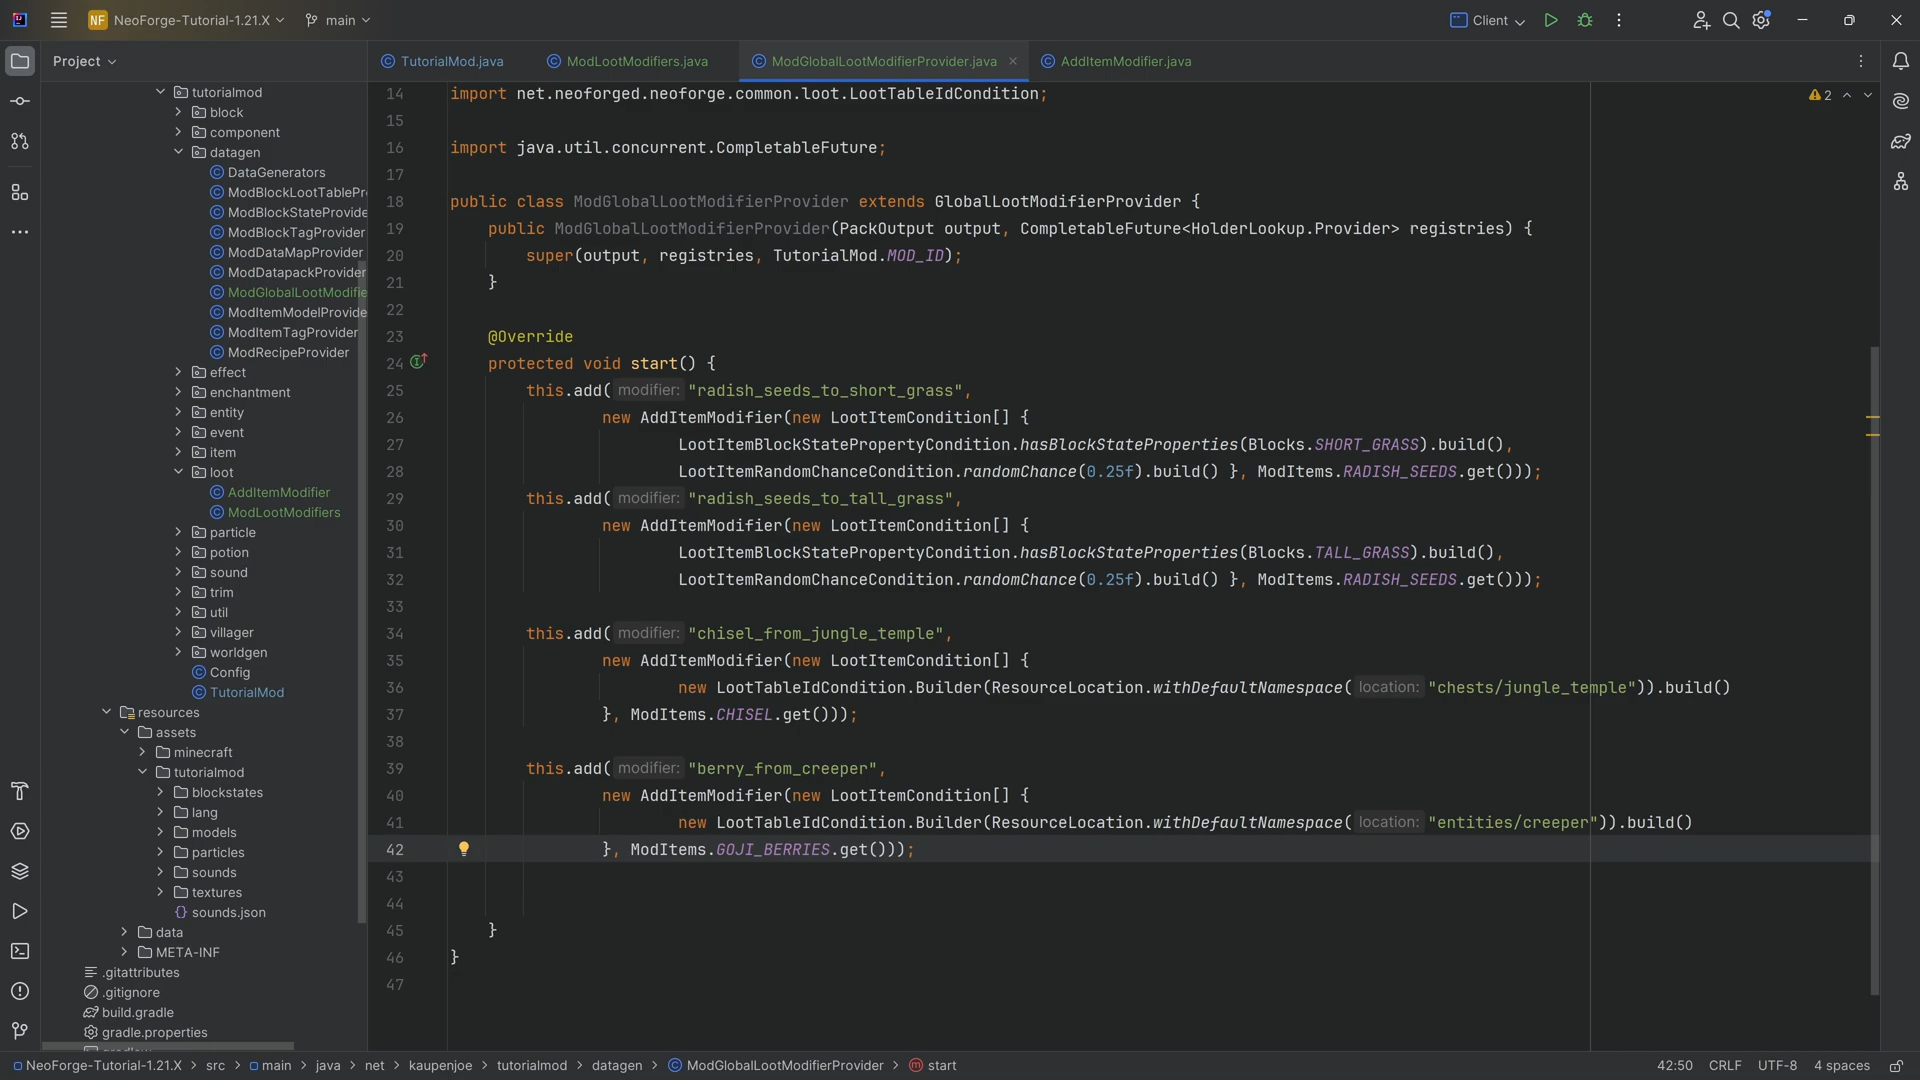 NF NeoForge-Tutorial-1.21.X main Client
Project
TutorialMod.java ModLootModifiers.java ModGlobalLootModifierProvider.java AddItemModifier.java
tutorialmod
block
component
datagen
DataGenerators
ModBlockLootTablePr
ModBlockStateProvide
ModBlockTagProvider
ModDataMapProvider
ModDatapackProvider
ModGlobalLootModifie
ModItemModelProvide
ModItemTagProvider
ModRecipeProvider
effect
enchantment
entity
event
item
loot
AddItemModifier
ModLootModifiers
particle
potion
sound
trim
util
villager
worldgen
Config
TutorialMod
resources
assets
minecraft
tutorialmod
blockstates
lang
models
particles
sounds
textures
sounds.json
data
META-INF
.gitattributes
.gitignore
build.gradle
gradle.properties
2
14 import net.neoforged.neoforge.common.loot.LootTableIdCondition;
15
16 import java.util.concurrent.CompletableFuture;
17
18 public class ModGlobalLootModifierProvider extends GlobalLootModifierProvider {
19 public ModGlobalLootModifierProvider(PackOutput output, CompletableFuture<HolderLookup.Provider> registries) {
20 super(output, registries, TutorialMod.MOD_ID);
21 }
22
23 @Override
24 protected void start() {
25 this.add( modifier: "radish_seeds_to_short_grass",
26 new AddItemModifier(new LootItemCondition[] {
27 LootItemBlockStatePropertyCondition.hasBlockStateProperties(Blocks.SHORT_GRASS).build(),
28 LootItemRandomChanceCondition.randomChance(0.25f).build() }, ModItems.RADISH_SEEDS.get()));
29 this.add( modifier: "radish_seeds_to_tall_grass",
30 new AddItemModifier(new LootItemCondition[] {
31 LootItemBlockStatePropertyCondition.hasBlockStateProperties(Blocks.TALL_GRASS).build(),
32 LootItemRandomChanceCondition.randomChance(0.25f).build() }, ModItems.RADISH_SEEDS.get()));
33
34 this.add( modifier: "chisel_from_jungle_temple",
35 new AddItemModifier(new LootItemCondition[] {
36 new LootTableIdCondition.Builder(ResourceLocation.withDefaultNamespace( location: "chests/jungle_temple")).build()
37 }, ModItems.CHISEL.get()));
38
39 this.add( modifier: "berry_from_creeper",
40 new AddItemModifier(new LootItemCondition[] {
41 new LootTableIdCondition.Builder(ResourceLocation.withDefaultNamespace( location: "entities/creeper")).build()
42 }, ModItems.GOJI_BERRIES.get()));
43
44
45 }
46 }
47
NeoForge-Tutorial-1.21.X > src > main > java > net > kaupenjoe > tutorialmod > datagen > ModGlobalLootModifierProvider > start 42:50 CRLF UTF-8 4 spaces